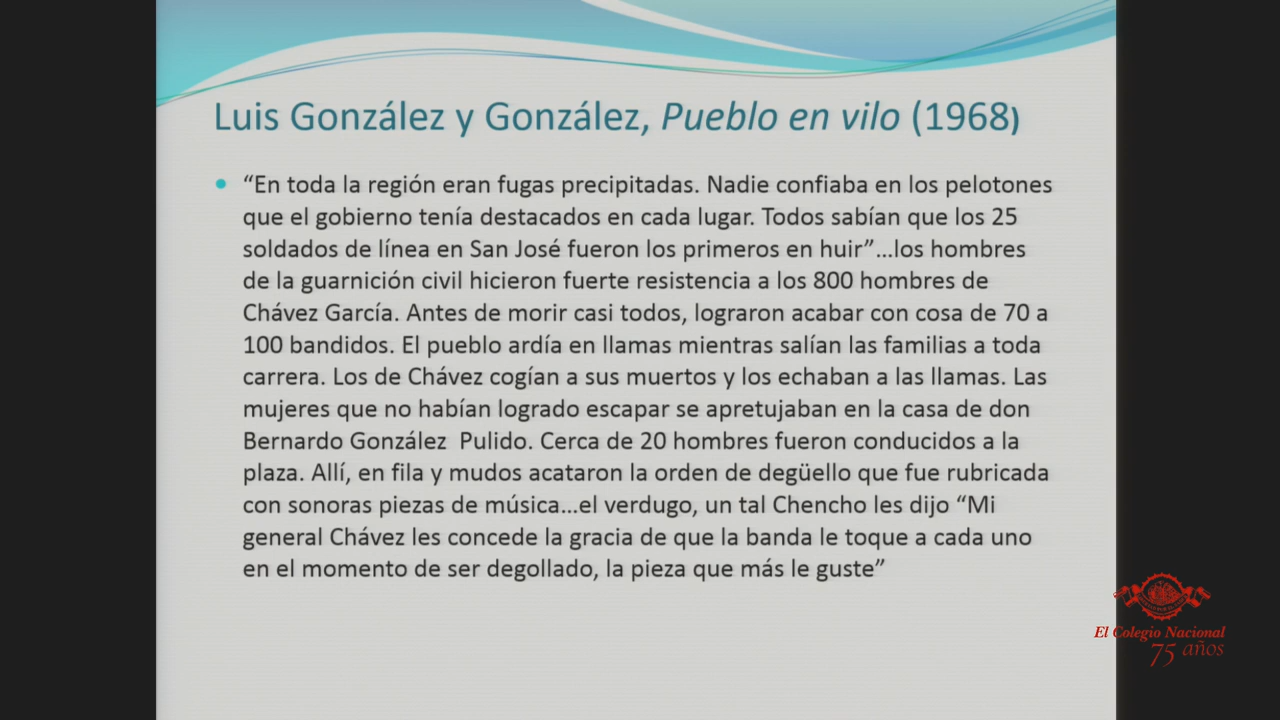 Luis González y González, Pueblo en vilo (1968)
• “En toda la región eran fugas precipitadas. Nadie confiaba en los pelotones
que el gobierno tenía destacados en cada lugar. Todos sabían que los 25
soldados de línea en San José fueron los primeros en huir”…los hombres
de la guarnición civil hicieron fuerte resistencia a los 800 hombres de
Chávez García. Antes de morir casi todos, lograron acabar con cosa de 70 a
100 bandidos. El pueblo ardía en llamas mientras salían las familias a toda
carrera. Los de Chávez cogían a sus muertos y los echaban a las llamas. Las
mujeres que no habían logrado escapar se apretujaban en la casa de don
Bernardo González  Pulido. Cerca de 20 hombres fueron conducidos a la
plaza. Allí, en fila y mudos acataron la orden de degüello que fue rubricada
con sonoras piezas de música…el verdugo, un tal Chencho les dijo “Mi
general Chávez les concede la gracia de que la banda le toque a cada uno
en el momento de ser degollado, la pieza que más le guste”
El Colegio Nacional
75 años